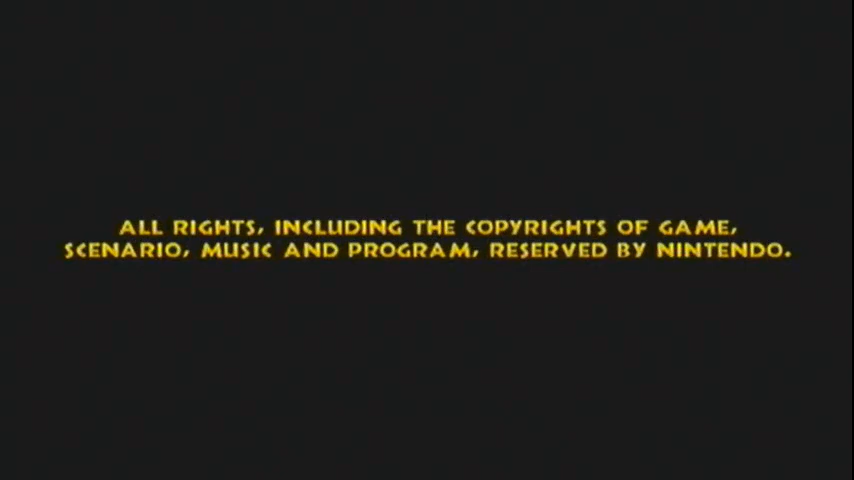 ALL RIGHTS, INCLUDING THE COPYRIGHTS OF GAME,
SCENARIO, MUSIC AND PROGRAM, RESERVED BY NINTENDO.